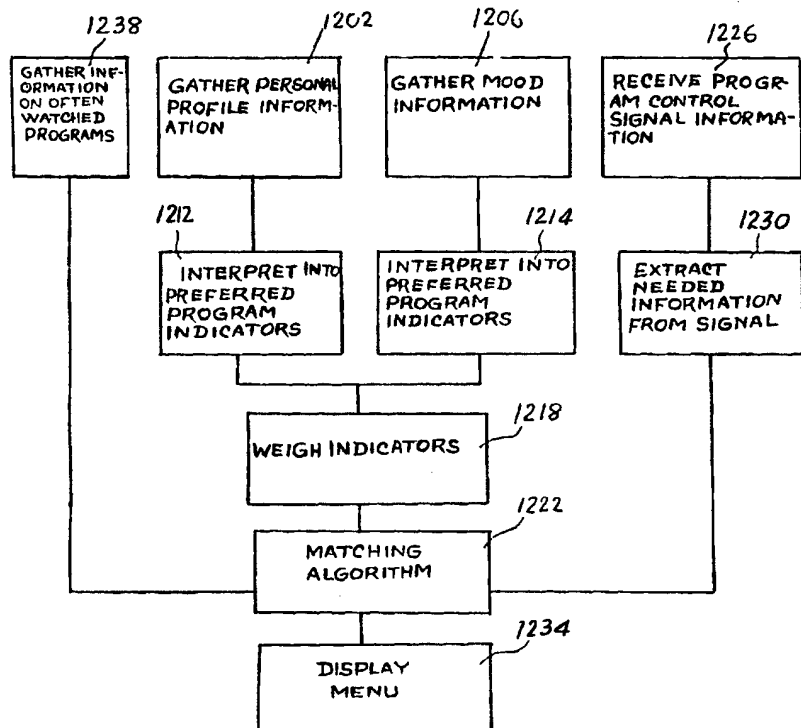 1238
GATHER INF-
ORMATION
ON OFTEN
WATCHED
PROGRAMS
1202
GATHER PERSONAL
PROFILE INFORM-
ATION
1206
GATHER MOOD
INFORMATION
1226
RECEIVE PROGR-
AM CONTROL
SIGNAL INFORMA-
TION
1212
INTERPRET INTO
PREFERRED
PROGRAM
INDICATORS
1214
INTERPRET INTO
PREFERRED
PROGRAM
INDICATORS
1230
EXTRACT
NEEDED
INFORMATION
FROM SIGNAL
1218
WEIGH INDICATORS
1222
MATCHING
ALGORITHM
1234
DISPLAY
MENU